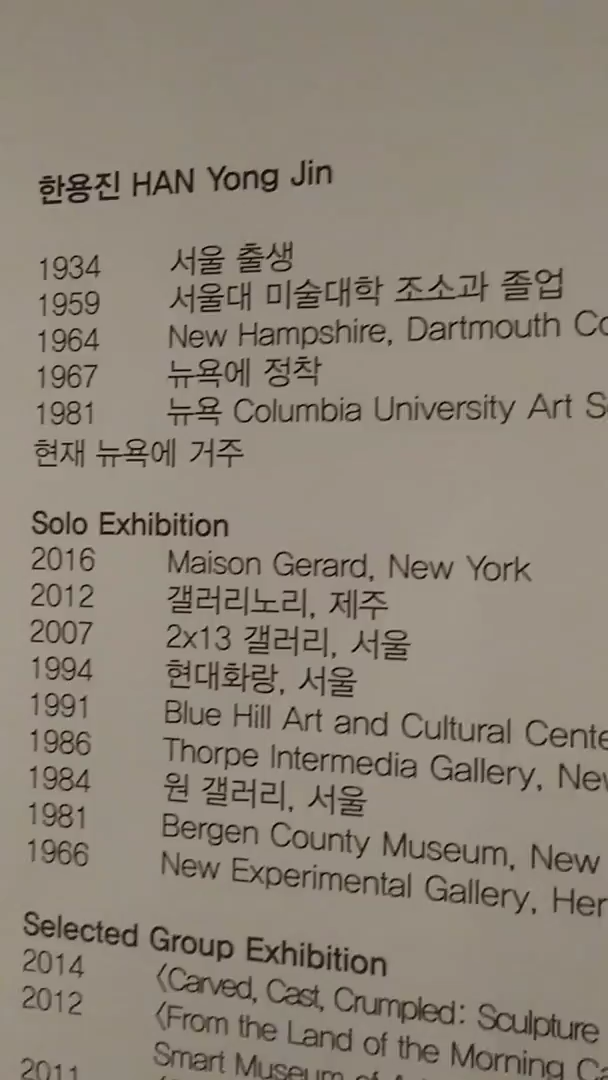 한용진 HAN Yong Jin
1934 서울 출생
1959 서울대 미술대학 조소과 졸업
1964 New Hampshire, Dartmouth
1967 뉴욕에 정착
1981 뉴욕 Columbia University Art
현재 뉴욕에 거주
Solo Exhibition
2016 Maison Gerard, New York
2012 갤러리노리, 제주
2007 2x13 갤러리, 서울
1994 현대화랑, 서울
1991 Blue Hill Art and Cultural
1986 Thorpe Intermedia Gallery,
1984 원 갤러리, 서울
1981 Bergen County Museum, New
1966 New Experimental Gallery,
Selected Group Exhibition
2014 〈Carved, Cast, Crumpled: Sculpture
2012 〈From the Land of the Morning
Smart Museum of
2011